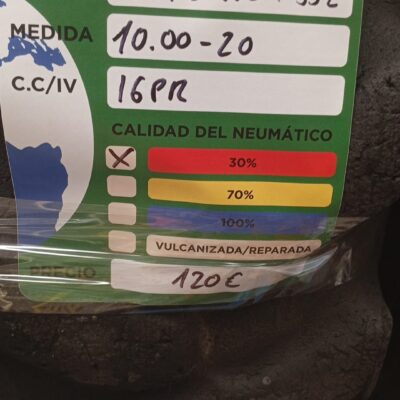 MEDIDA 10.00-20
C.C/IV 16PR
CALIDAD DEL NEUMÁTICO
X 30%
70%
100%
VULCANIZADA/REPARADA
PRECIO 120€